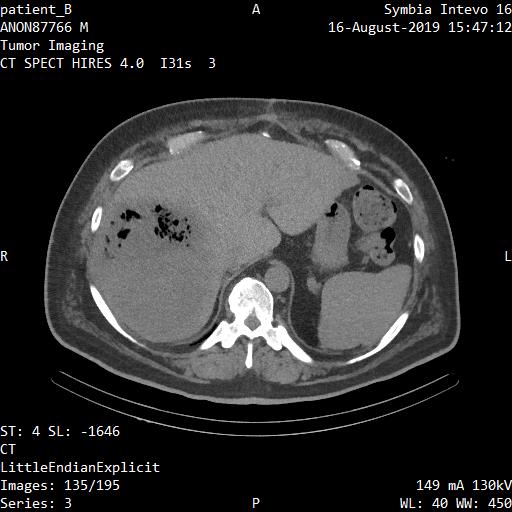 patient_B
A
Symbia Intevo 16
ANON87766 M
16-August-2019 15:47:12
Tumor Imaging
CT SPECT HIRES 4.0 I31s 3
R
L
ST: 4 SL: -1646
CT
LittleEndianExplicit
Images: 135/195
149 mA 130kV
Series: 3
P
WL: 40 WW: 450